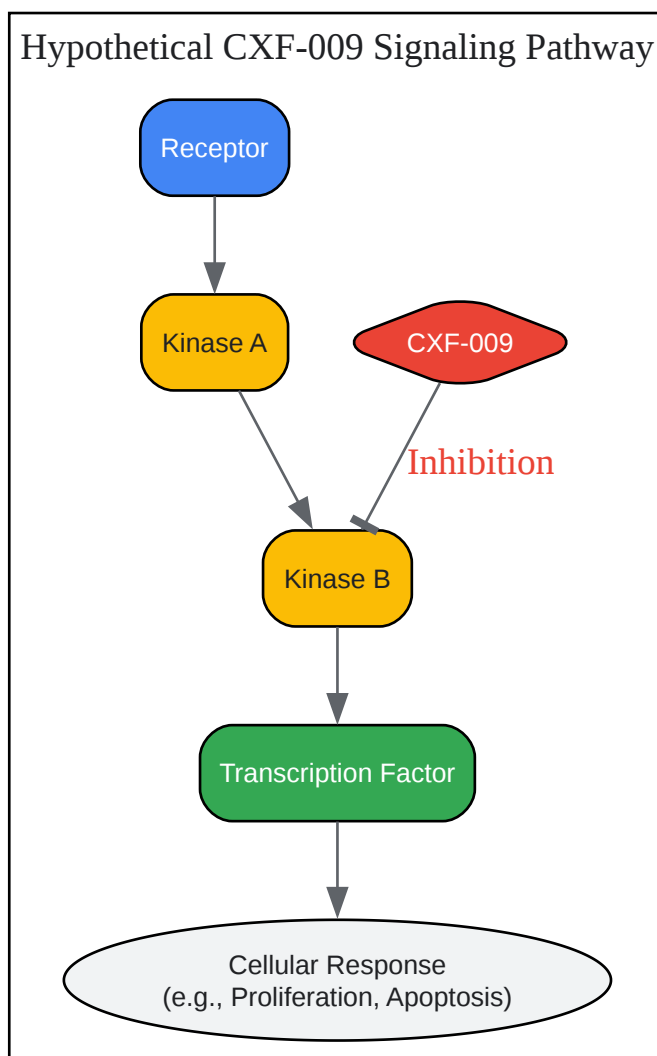 Hypothetical CXF-009 Signaling Pathway
Receptor
Kinase A
CXF-009
Inhibition
Kinase B
Transcription Factor
Cellular Response
(e.g., Proliferation, Apoptosis)